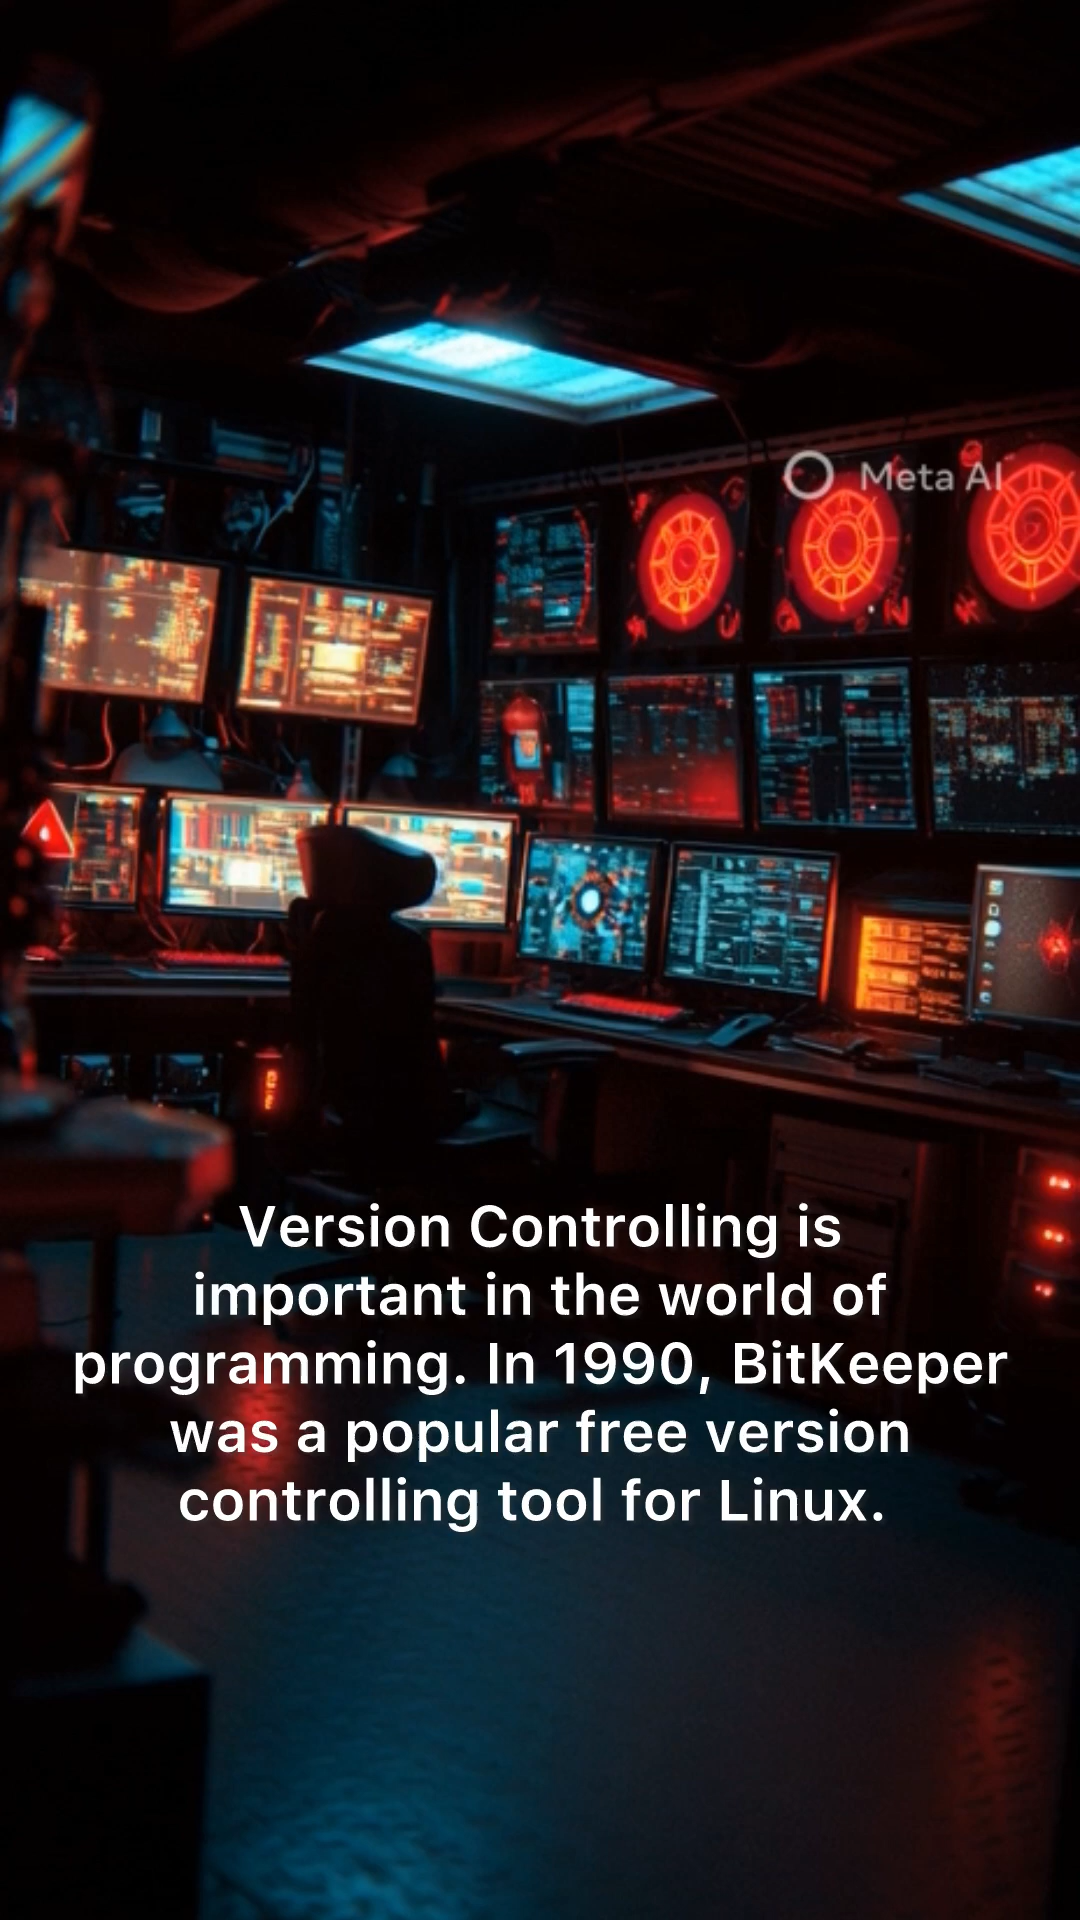 Meta AI
Version Controlling is
important in the world of
programming. In 1990, BitKeeper
was a popular free version
controlling tool for Linux.